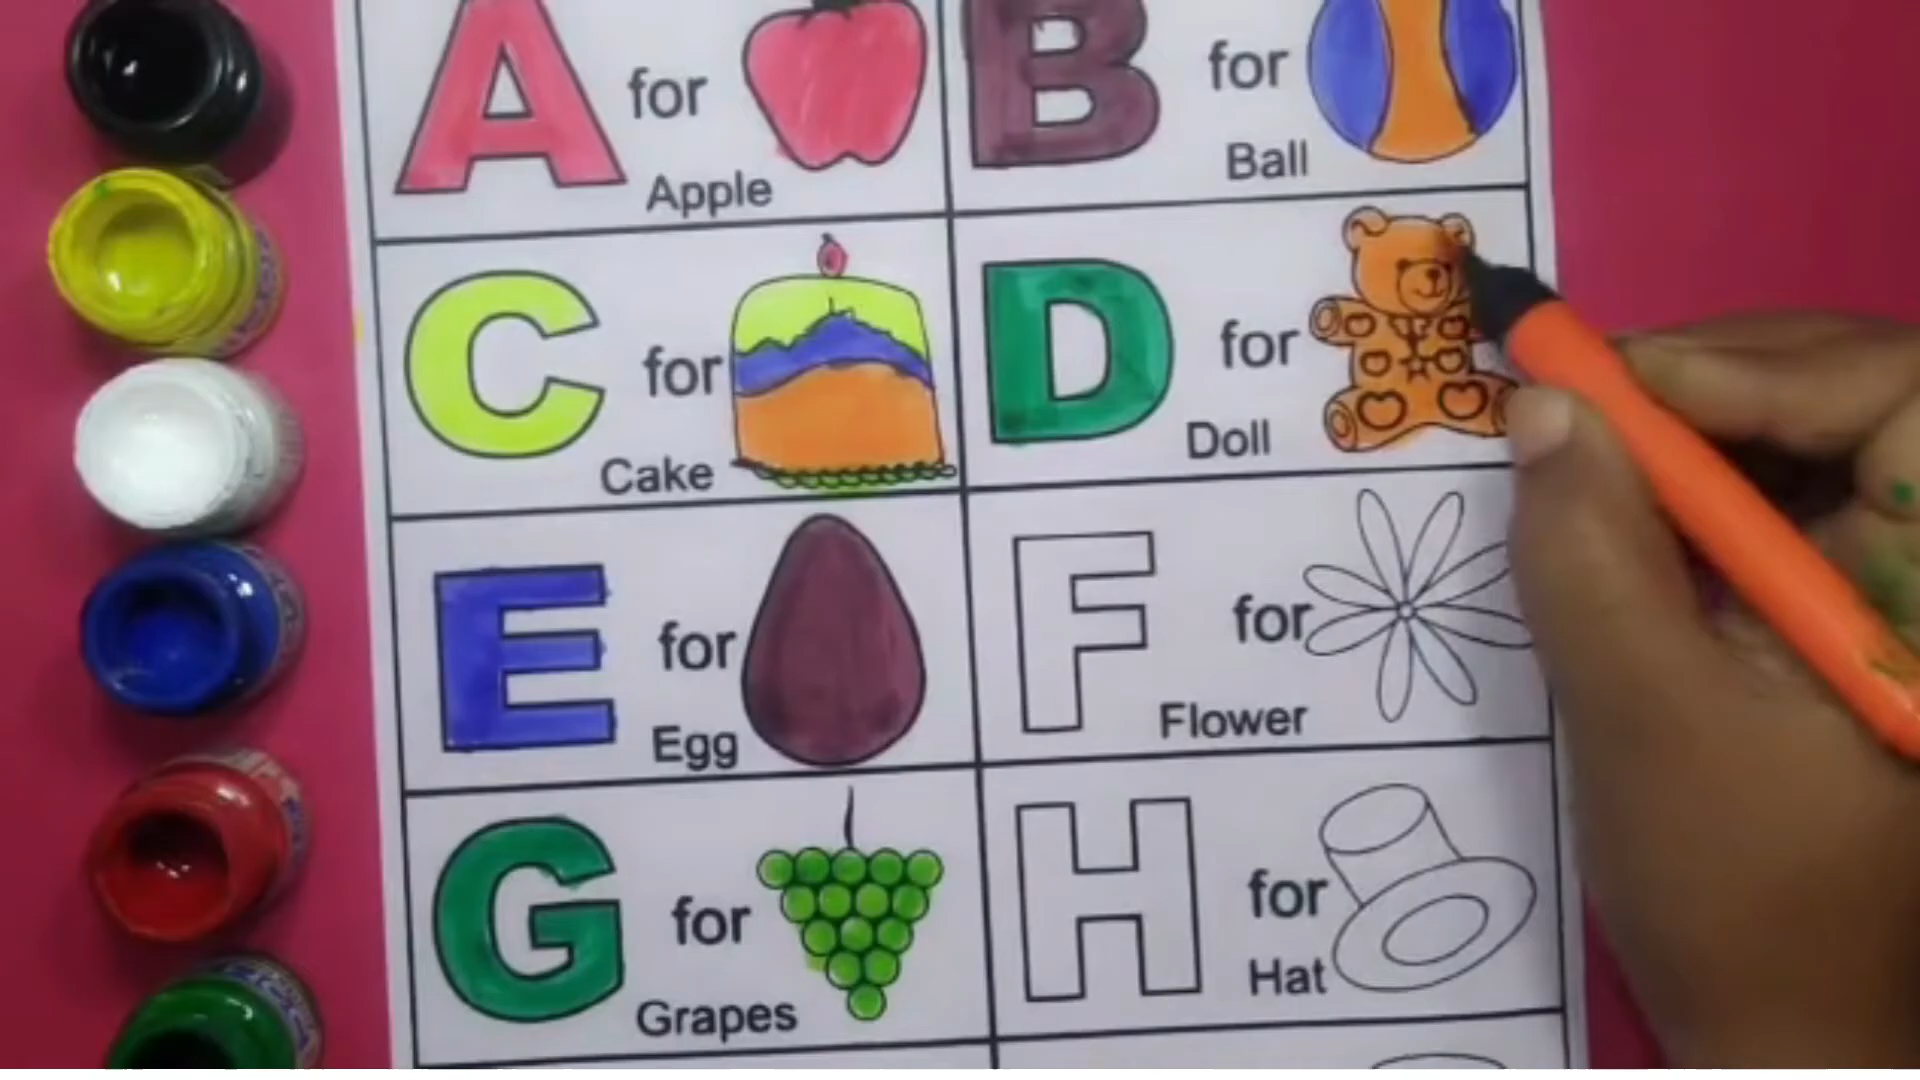 A for Apple
B for Ball
C for Cake
D for Doll
E for Egg
F for Flower
G for Grapes
H for Hat